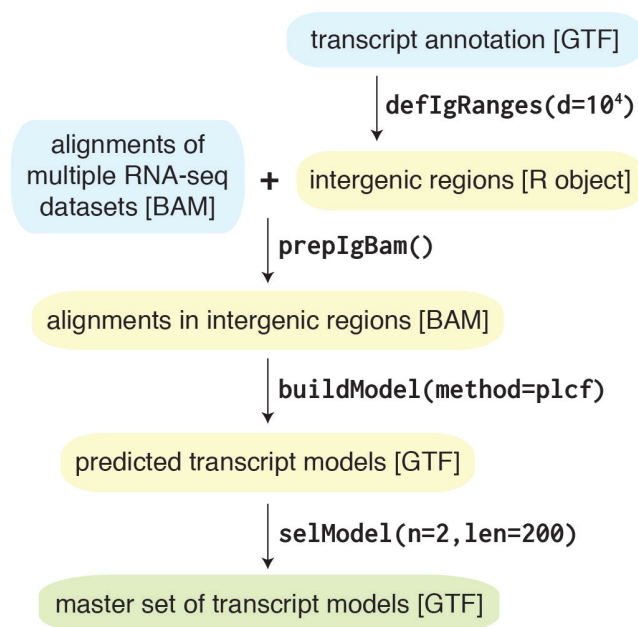 transcript annotation [GTF]
defIgRanges(d=10⁴)
alignments of
multiple RNA-seq
datasets [BAM]
+
intergenic regions [R object]
prepIgBam()
alignments in intergenic regions [BAM]
buildModel(method=plcf)
predicted transcript models [GTF]
selModel(n=2,len=200)
master set of transcript models [GTF]